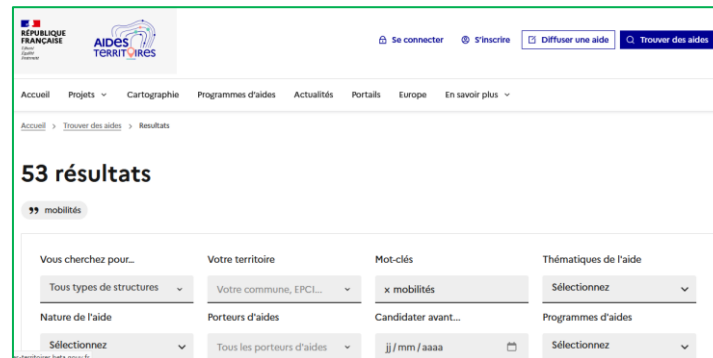 RÉPUBLIQUE
FRANÇAISE
Liberté
Égalité
Fraternité
AIDES
TERRITOIRES
Se connecter
S'inscrire
Diffuser une aide
Trouver des aides
Accueil Projets Cartographie Programmes d'aides Actualités Portails Europe En savoir plus
Accueil > Trouver des aides > Resultats
53 résultats
mobilités
Vous cherchez pour... Votre territoire Mot-clés Thématiques de l'aide
Tous types de structures Votre commune, EPCI... x mobilités Sélectionnez
Nature de l'aide Porteurs d'aides Candidater avant... Programmes d'aides
Sélectionnez Tous les porteurs d'aides jj/mm/aaaa Sélectionnez